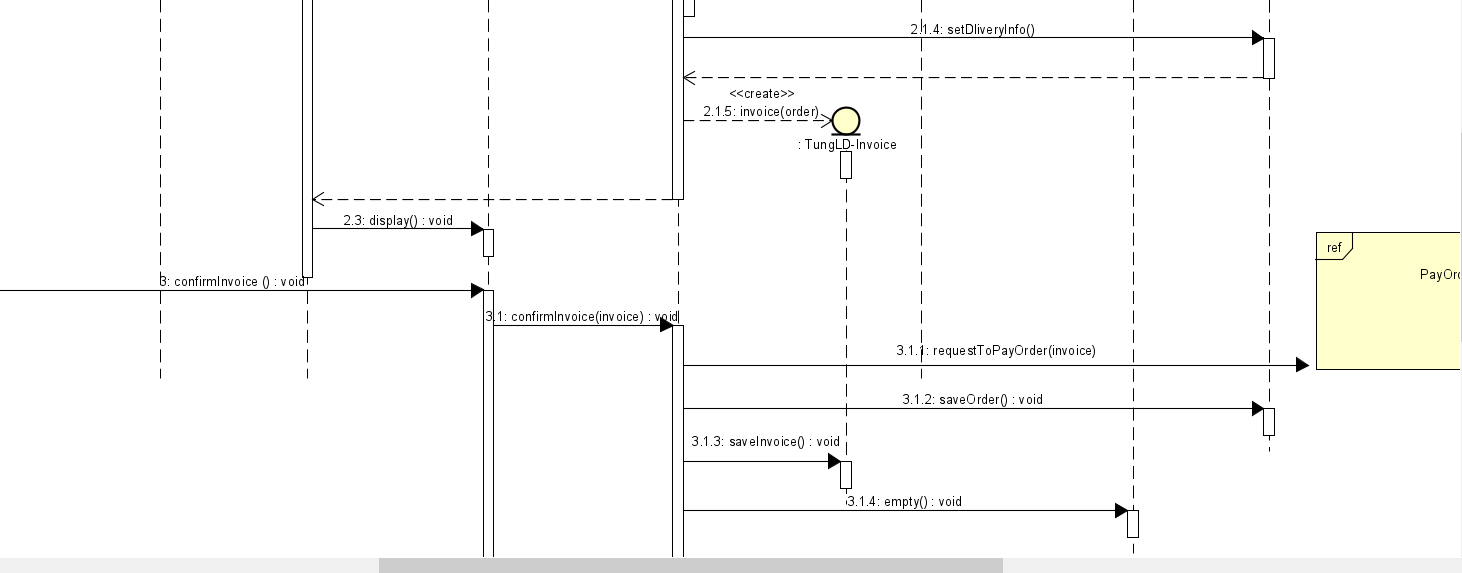 2.1.4: setDliveryInfo()
<<create>>
2.1.5: invoice(order)
: TungLD-Invoice
2.3: display() : void
ref
3: confirmInvoice () : void
PayOrd
3.1: confirmInvoice(invoice) : void
3.1.1: requestToPayOrder(invoice)
3.1.2: saveOrder() : void
3.1.3: saveInvoice() : void
3.1.4: empty() : void